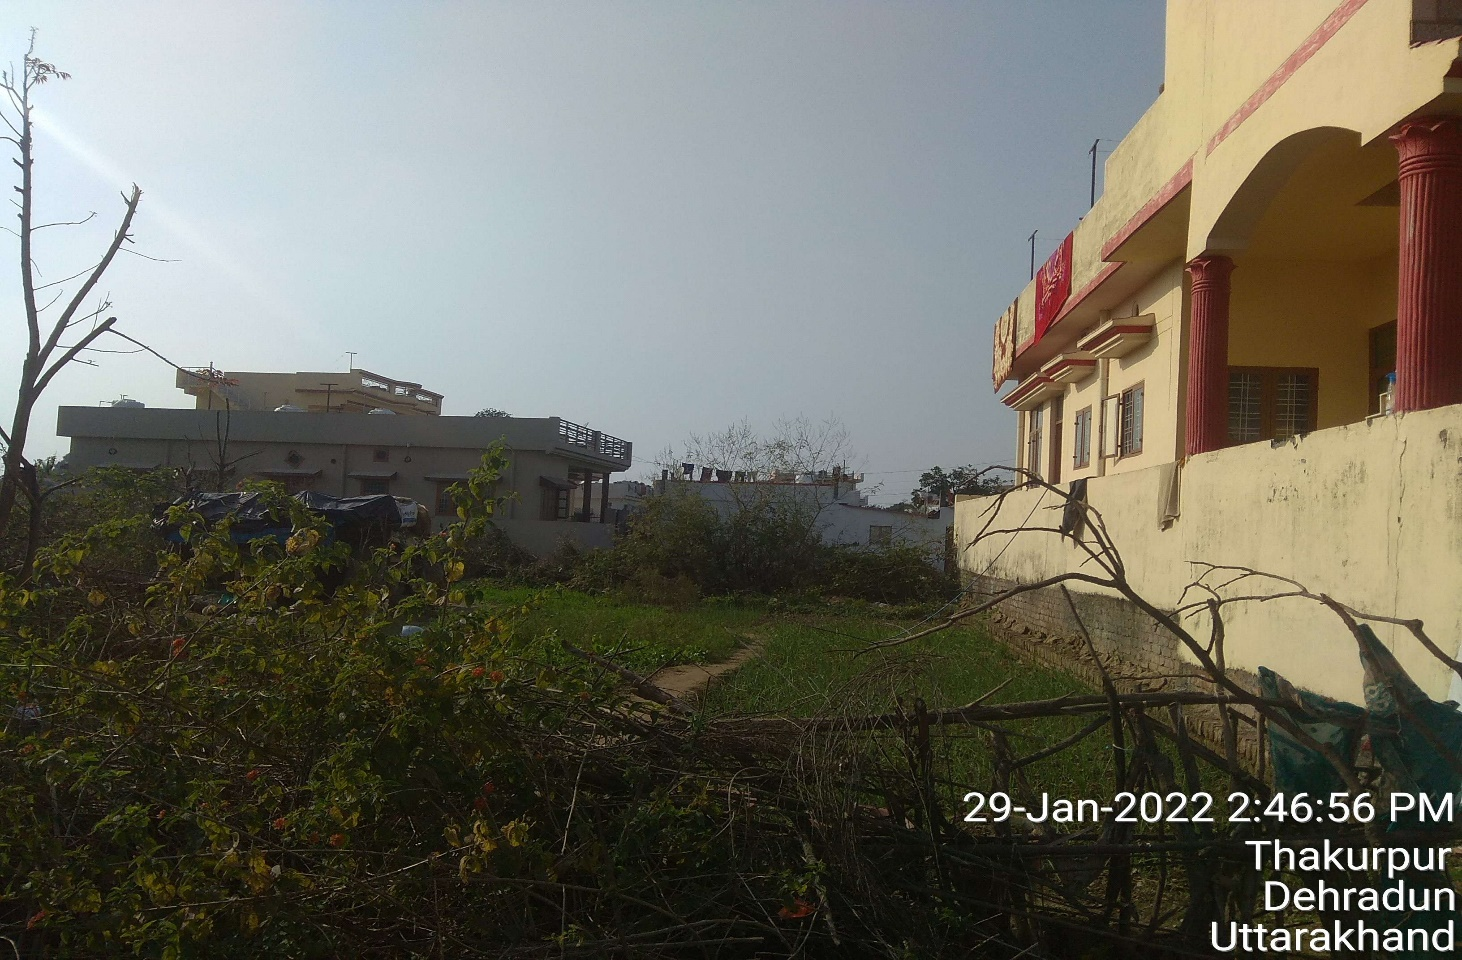 29-Jan-2022 2:46:56 PM
Thakurpur
Dehradun
Uttarakhand